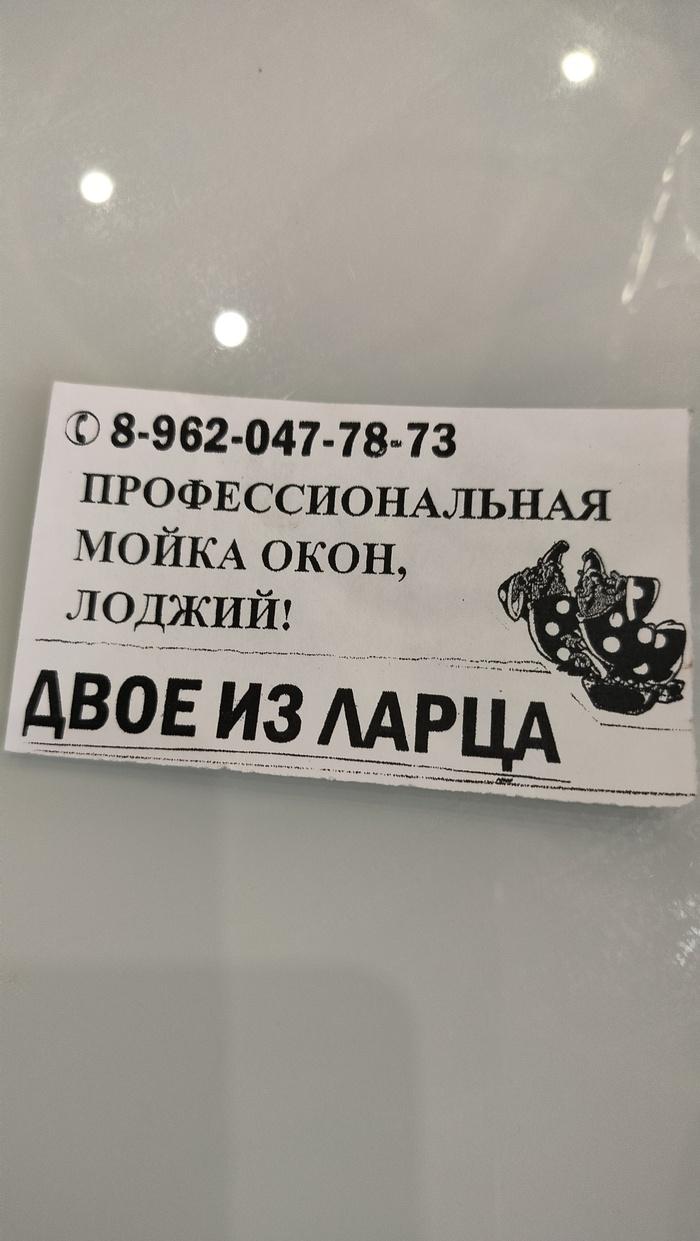 8-962-047-78-73
ПРОФЕССИОНАЛЬНАЯ
МОЙКА ОКОН,
ЛОДЖИЙ!
ДВОЕ ИЗ ЛАРЦА